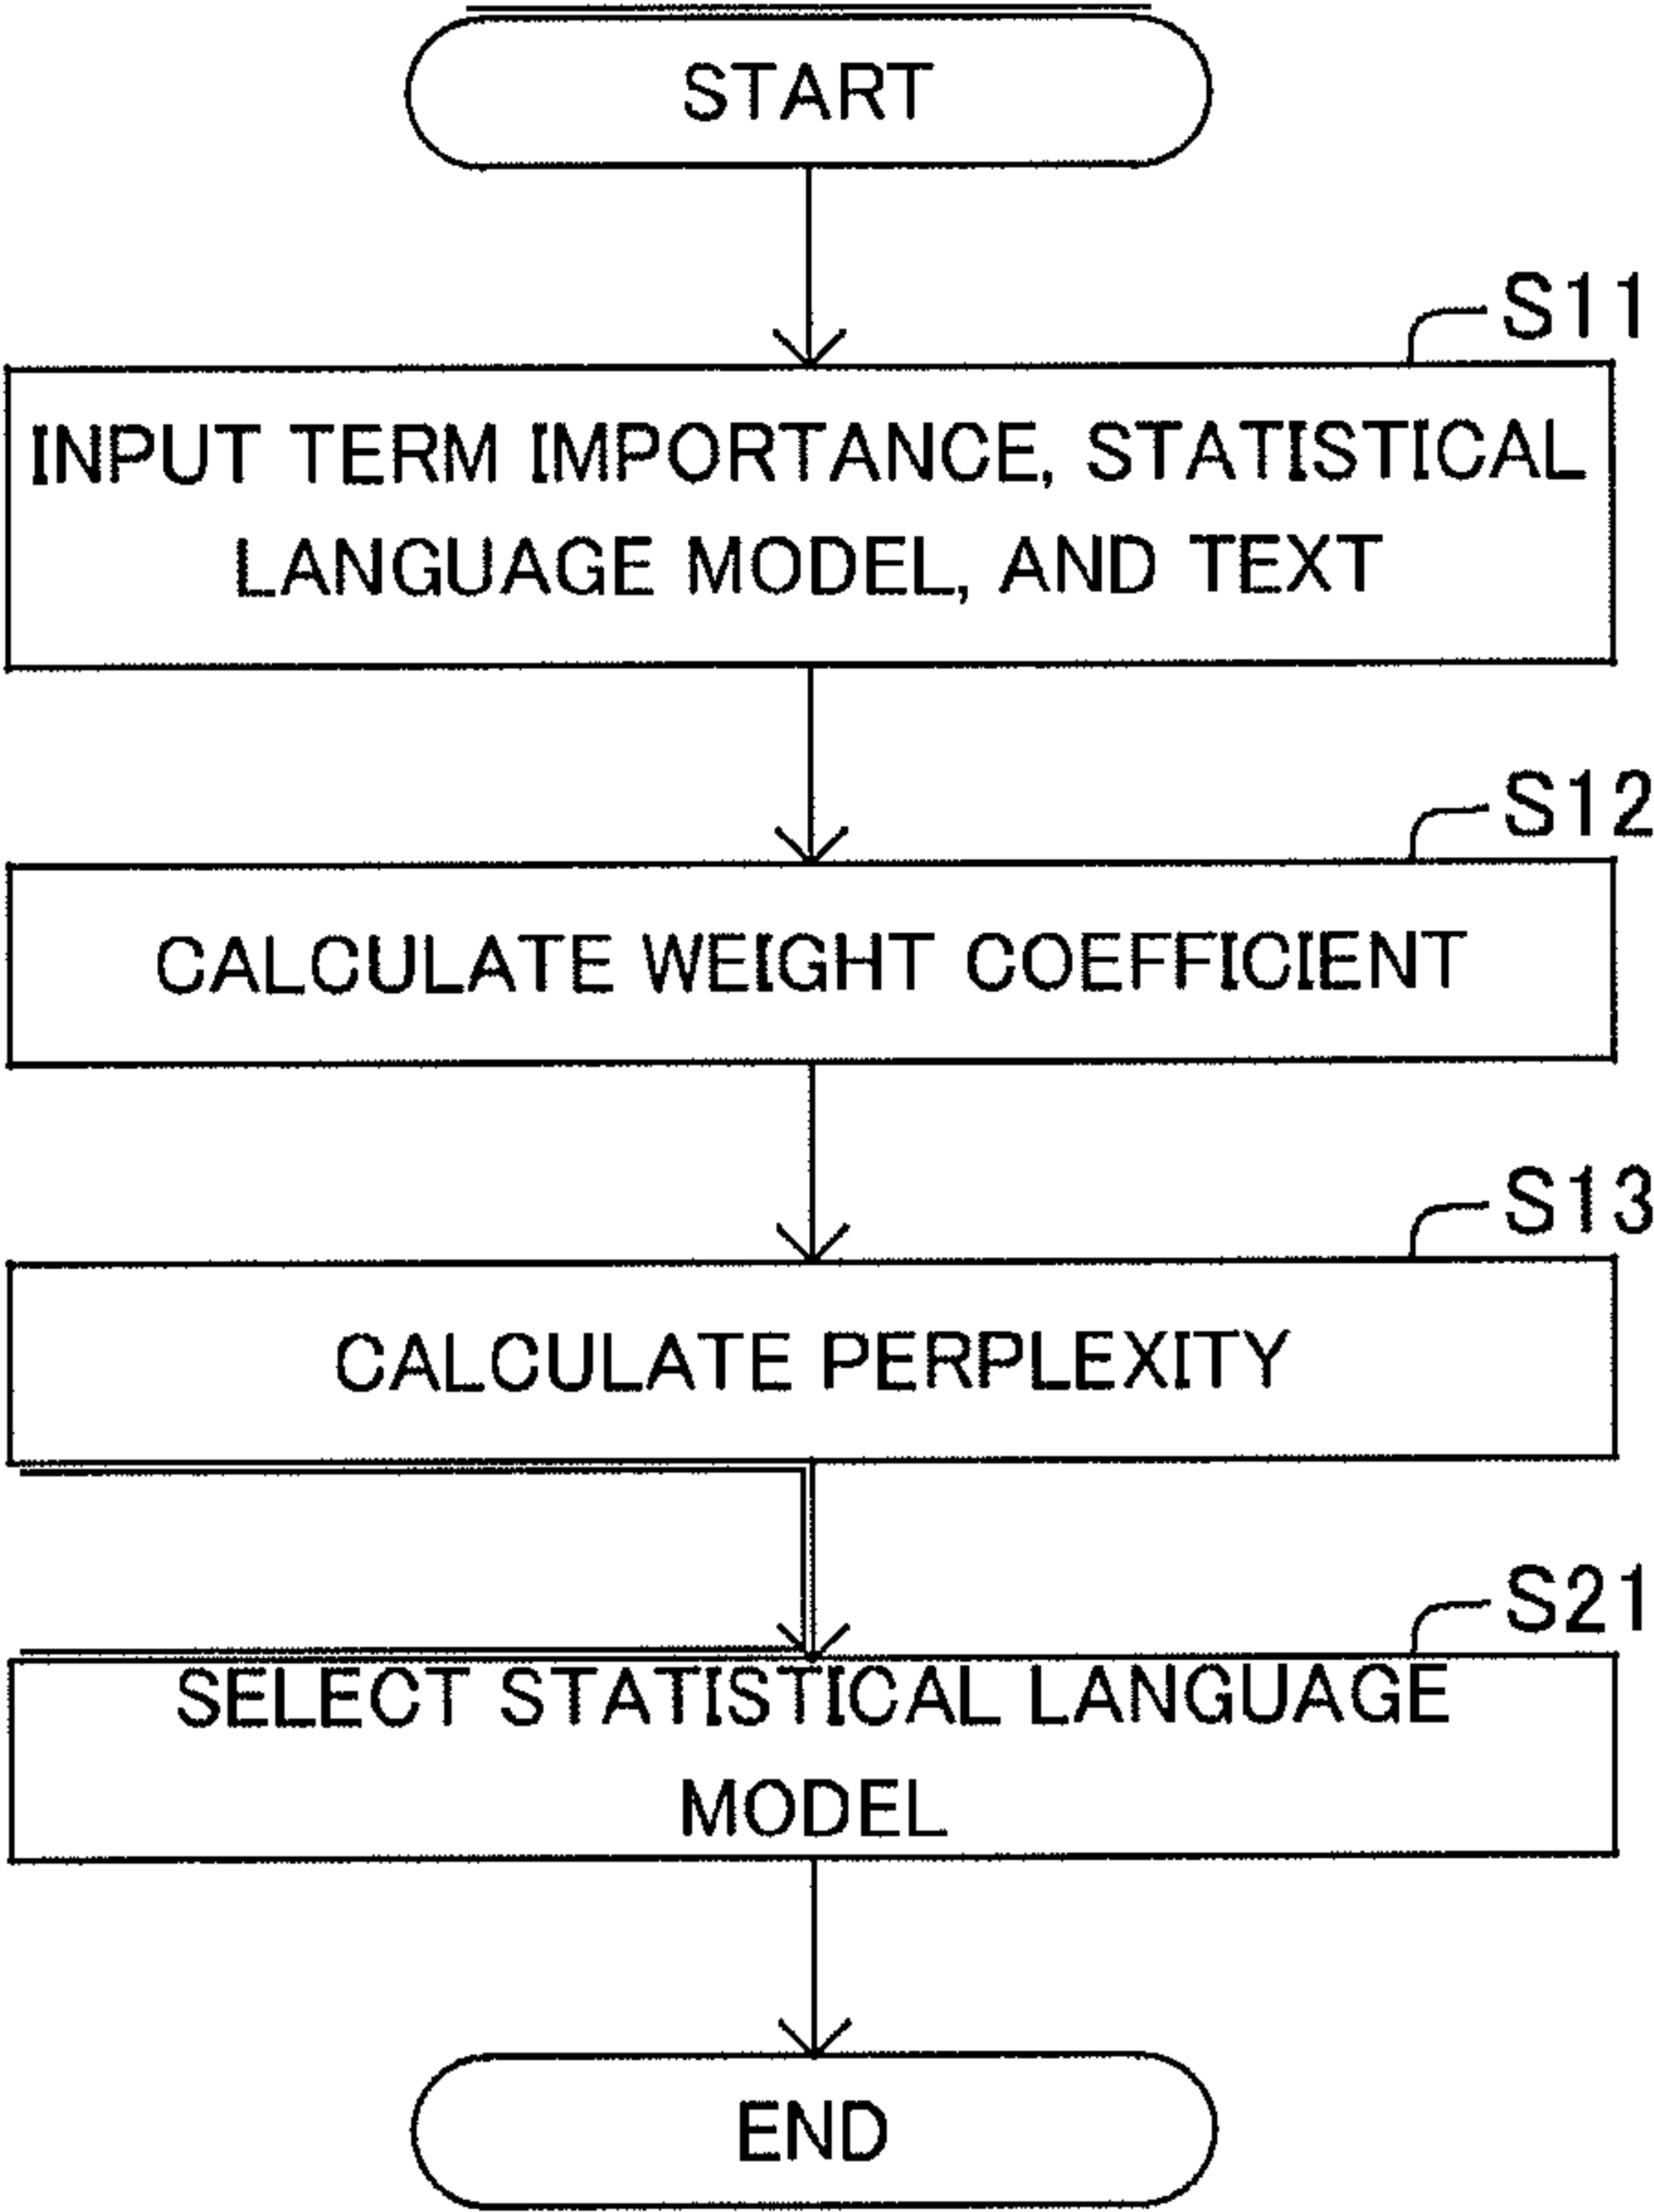 START
S11
INPUT TERM IMPORTANCE, STATISTICAL
LANGUAGE MODEL, AND TEXT
S12
CALCULATE WEIGHT COEFFICIENT
S13
CALCULATE PERPLEXITY
S21
SELECT STATISTICAL LANGUAGE
MODEL
END